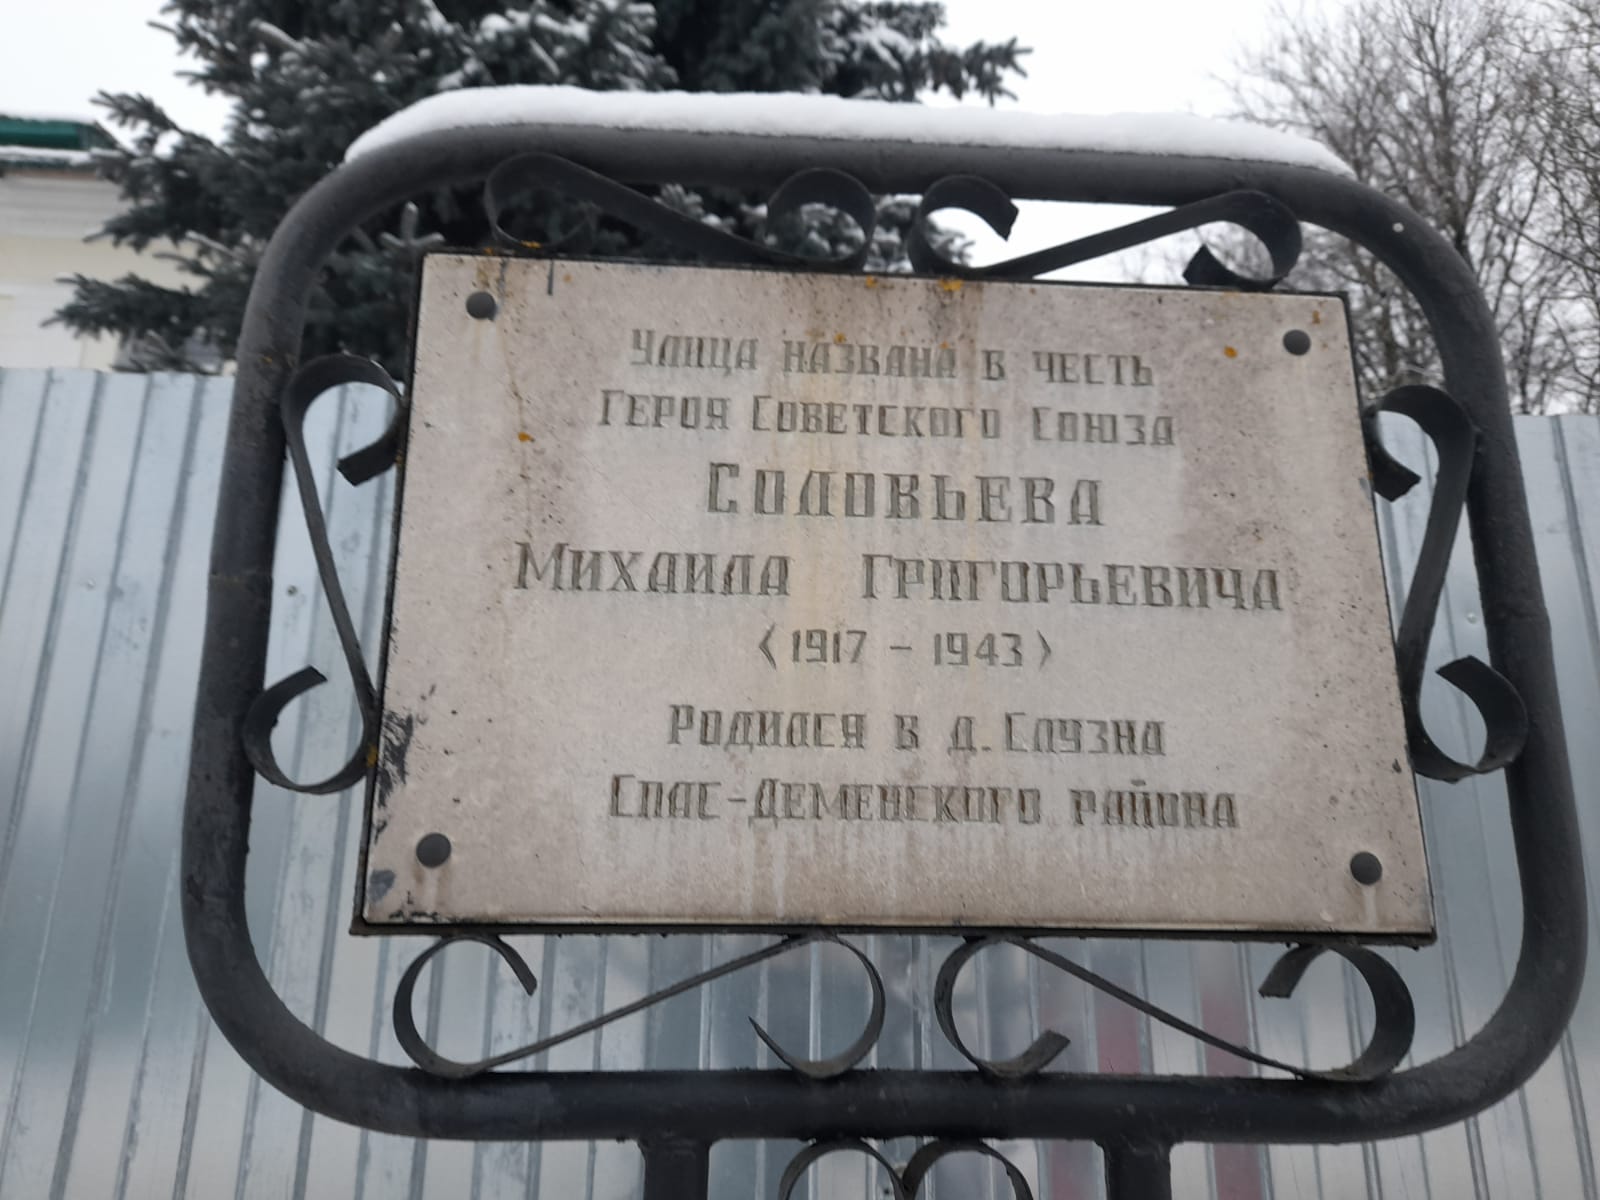 Улица названа в честь
Героя Советского Союза
Соловьева
Михаила Григорьевича
(1917 - 1943)
Родился в д. Слузна
Спас-Деменского района